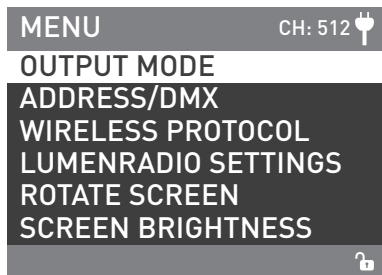 MENU CH: 512
OUTPUT MODE
ADDRESS/DMX
WIRELESS PROTOCOL
LUMENRADIO SETTINGS
ROTATE SCREEN
SCREEN BRIGHTNESS